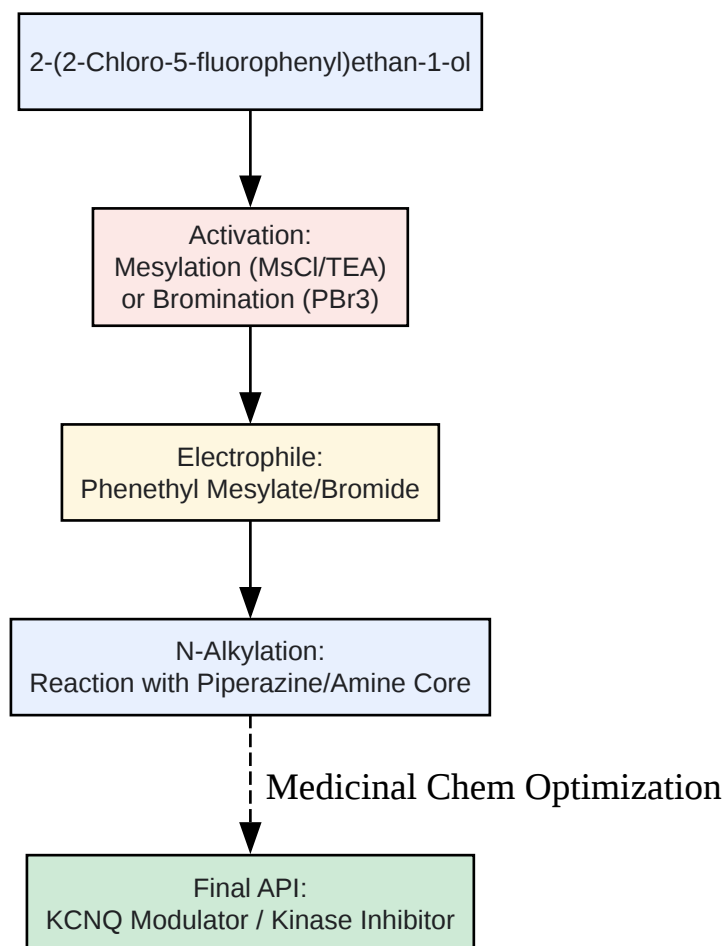 2-(2-Chloro-5-fluorophenyl)ethan-1-ol
Activation:
Mesylation (MsCl/TEA)
or Bromination (PBr3)
Electrophile:
Phenethyl Mesylate/Bromide
N-Alkylation:
Reaction with Piperazine/Amine Core
Medicinal Chem Optimization
Final API:
KCNQ Modulator / Kinase Inhibitor